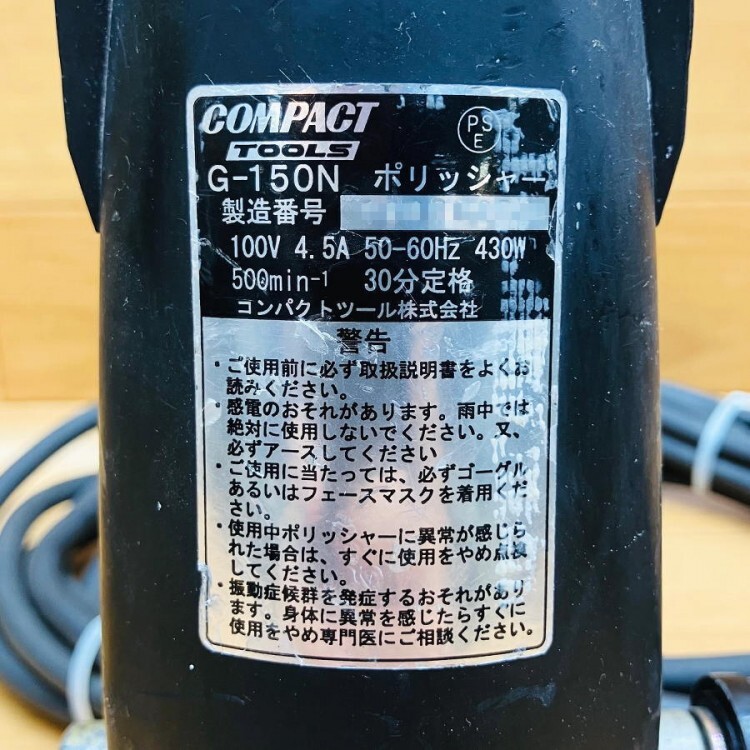 COMPACT
TOOLS
PS
E
G-150N ポリッシャー
製造番号
100V 4.5A 50-60Hz 430W
500min-1 30分定格
コンパクトツール株式会社
警告
・ご使用前に必ず取扱説明書をよくお
読みください。
・感電のおそれがあります。雨中では
絶対に使用しないでください。又、
必ずアースしてください
・ご使用に当たっては、必ずゴーグル
あるいはフェースマスクを着用くだ
さい。
・使用中ポリッシャーに異常が感じら
れた場合は、すぐに使用をやめ点検
してください。
・振動症候群を発症するおそれがあり
ます。身体に異常を感じたらすぐに
使用をやめ専門医にご相談ください。